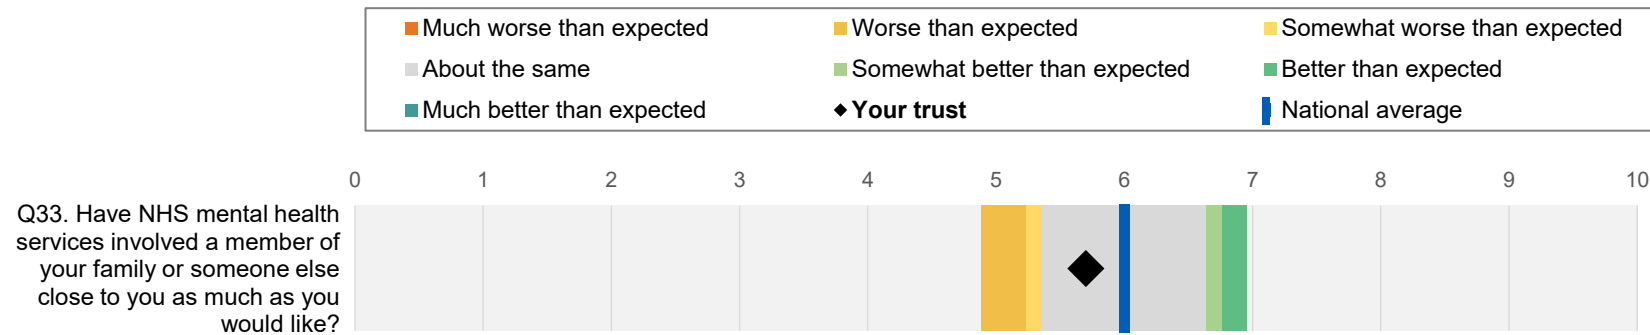 Much worse than expected
Worse than expected
Somewhat worse than expected
About the same
Somewhat better than expected
Better than expected
Much better than expected
Your trust
National average
0 1 2 3 4 5 6 7 8 9 10
Q33. Have NHS mental health
services involved a member of
your family or someone else
close to you as much as you
would like?